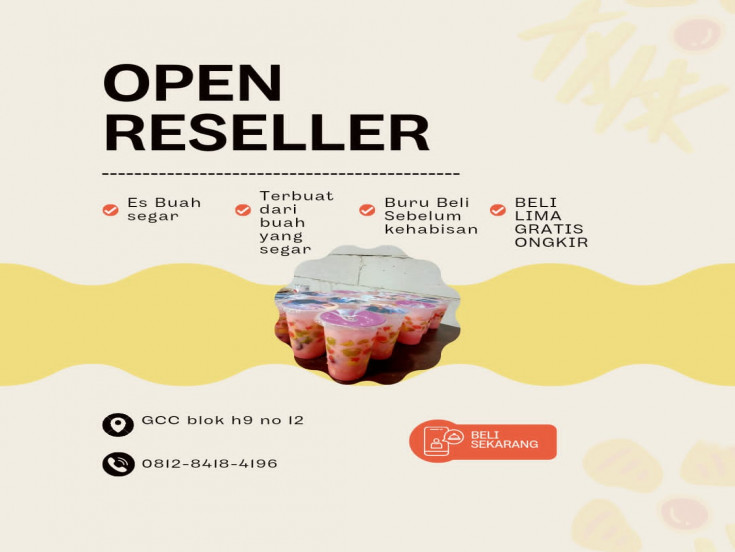 OPEN
RESELLER
Es Buah
segar
Terbuat
dari
buah
yang
segar
Buru Beli
Sebelum
kehabisan
BELI
LIMA
GRATIS
ONGKIR
GCC blok h9 no 12
0812-8418-4196
BELI
SEKARANG